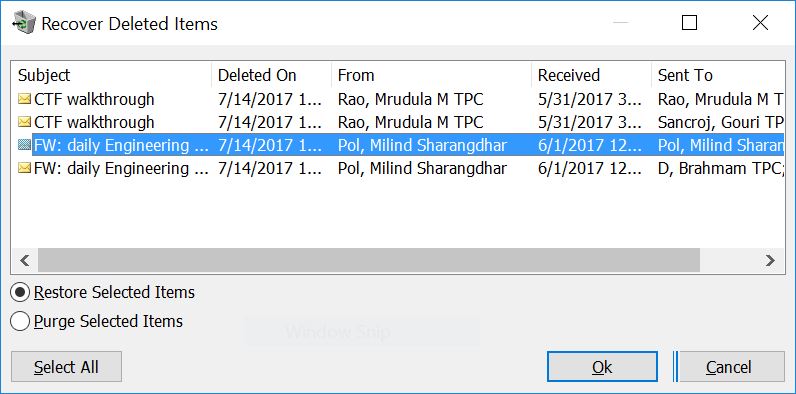 Recover Deleted Items
Subject Deleted On From Received Sent To
CTF walkthrough 7/14/2017 1... Rao, Mrudula M TPC 5/31/2017 3... Rao, Mrudula M T
CTF walkthrough 7/14/2017 1... Rao, Mrudula M TPC 5/31/2017 3... Sancroj, Gouri TP
FW: daily Engineering ... 7/14/2017 1... Pol, Milind Sharangdhar 6/1/2017 12... Pol, Milind Sharan
FW: daily Engineering ... 7/14/2017 1... Pol, Milind Sharangdhar 6/1/2017 12... D, Brahmam TPC;
Restore Selected Items
Purge Selected Items
Window Snip
Select All Ok Cancel